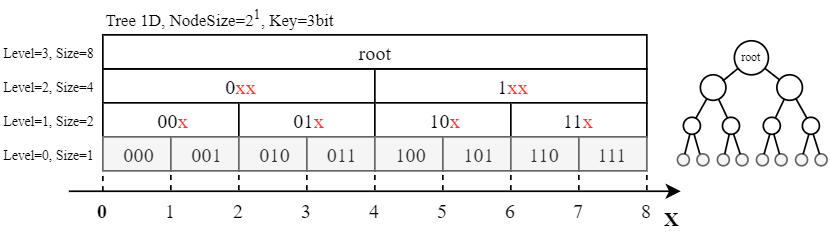 Tree 1D, NodeSize=2^1, Key=3bit
Level=3, Size=8 root
Level=2, Size=4 0xx 1xx
Level=1, Size=2 00x 01x 10x 11x
Level=0, Size=1 000 001 010 011 100 101 110 111
0 1 2 3 4 5 6 7 8 X
root